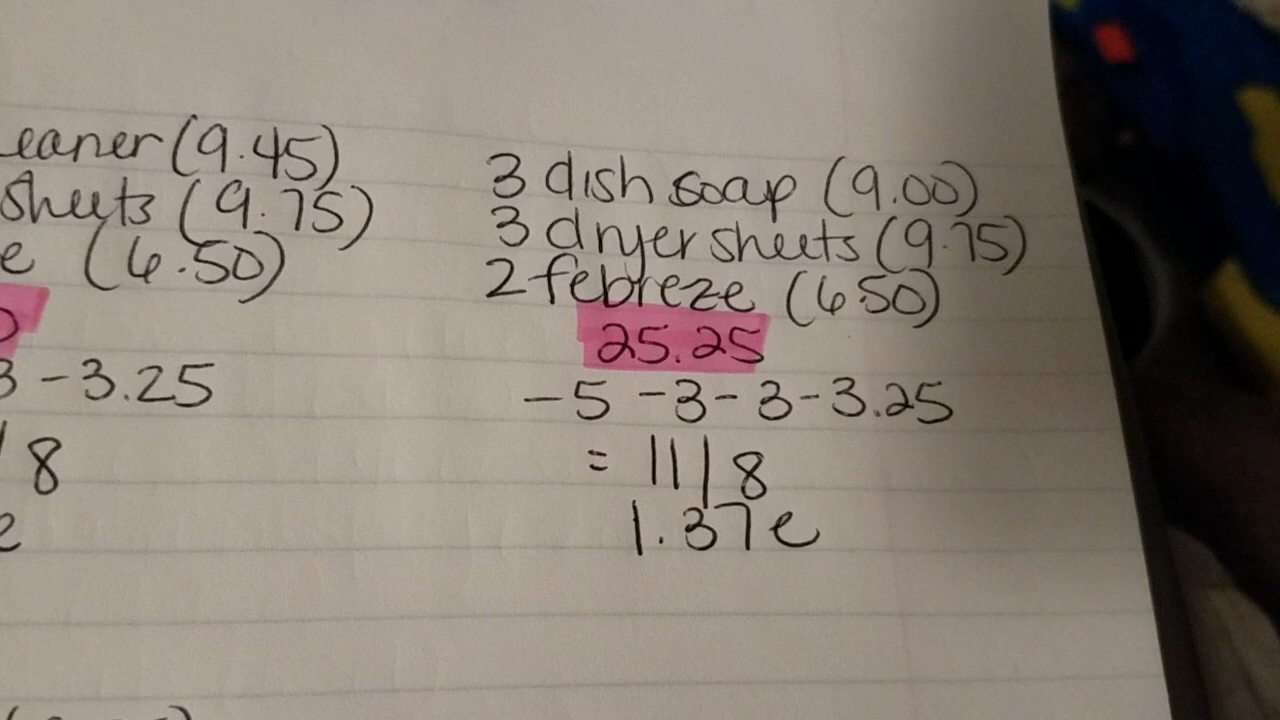 eaner (9.45)
sheets (9.75)
e (6.50)
3 - 3.25
/ 8
e
3 dish soap (9.00)
3 dryer sheets (9.75)
2 febreze (6.50)
25.25
- 5 - 3 - 3 - 3.25
= 11 / 8
1.37e